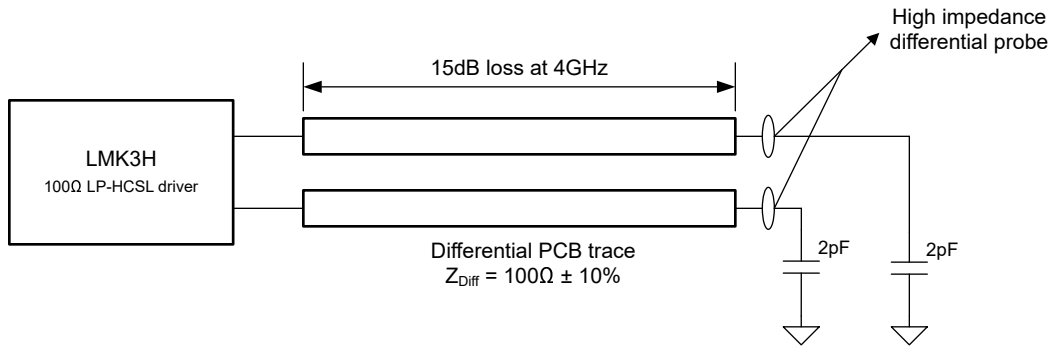 High impedance
differential probe
15dB loss at 4GHz
LMK3H
100Ω LP-HCSL driver
Differential PCB trace
Z_Diff = 100Ω ± 10%
2pF
2pF